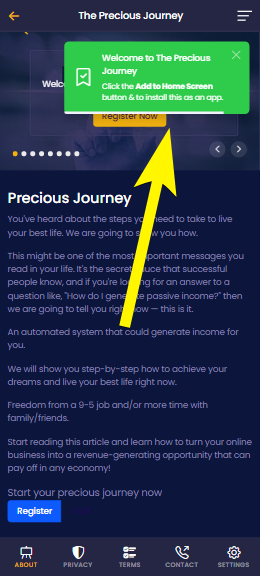 The Precious Journey
Welcome to The Precious
Journey
Click the Add to Home Screen
button & to install this as an app.
Register Now
Precious Journey
You've heard about the steps you need to take to live
your best life. We are going to show you how.
This might be one of the most important messages you
read in your life. It's the secret sauce that successful
people know, and if you're looking for an answer to a
question like, "How do I generate passive income?" then
we are going to tell you right now — this is it.
An automated system that could generate income for
you.
We will show you step-by-step how to achieve your
dreams and live your best life right now.
Freedom from a 9-5 job and/or more time with
family/friends.
Start reading this article and learn how to turn your online
business into a revenue-generating opportunity that can
pay off in any economy!
Start your precious journey now
Register
ABOUT
PRIVACY
TERMS
CONTACT
SETTINGS